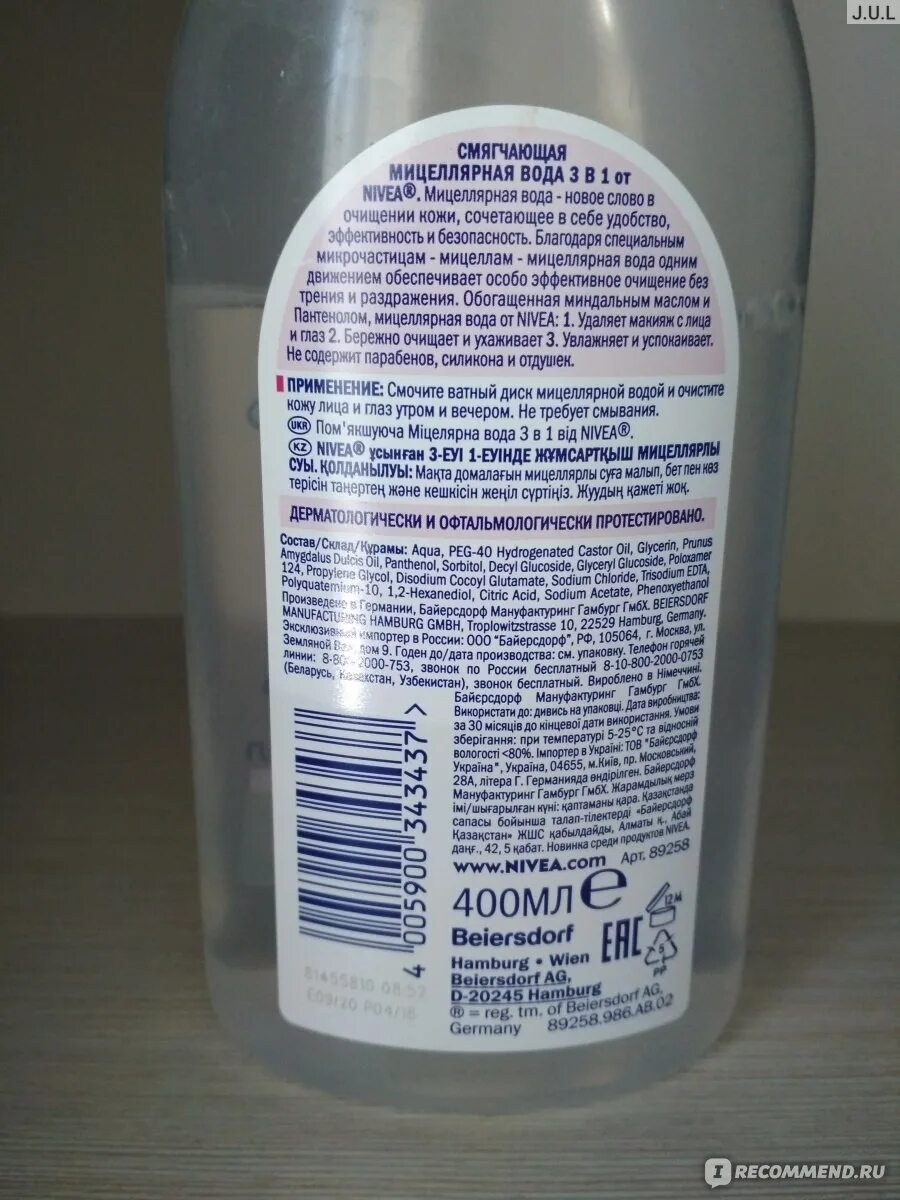 J.U.L
СМЯГЧАЮЩАЯ
МИЦЕЛЛЯРНАЯ ВОДА 3 В 1 от
NIVEA®. Мицеллярная вода - новое слово в
очищении кожи, сочетающее в себе удобство,
эффективность и безопасность. Благодаря специальным
микрочастицам - мицеллам - мицеллярная вода одним
движением обеспечивает особо эффективное очищение без
трения и раздражения. Обогащенная миндальным маслом и
Пантенолом, мицеллярная вода от NIVEA: 1. Удаляет макияж с лица
и глаз 2. Бережно очищает и ухаживает 3. Увлажняет и успокаивает.
Не содержит парабенов, силикона и отдушек.
ПРИМЕНЕНИЕ: Смочите ватный диск мицеллярной водой и очистите
кожу лица и глаз утром и вечером. Не требует смывания.
UKR Пом'якшуюча Міцелярна вода 3 в 1 від NIVEA®.
KZ NIVEA® ұсынған 3-ЕУІ 1-ЕУІНДЕ ЖҰМСАРТҚЫШ МИЦЕЛЛЯРЛЫ
СУЫ. ҚОЛДАНЫЛУЫ: Мақта домалағын мицеллярлы суға малып, бет пен көз
терісін таңертең және кешкісін жеңіл сүртіңіз. Жуудың қажеті жоқ.
ДЕРМАТОЛОГИЧЕСКИ И ОФТАЛЬМОЛОГИЧЕСКИ ПРОТЕСТИРОВАНО.
Состав/Склад/Құрамы: Aqua, PEG-40 Hydrogenated Castor Oil, Glycerin, Prunus
Amygdalus Dulcis Oil, Panthenol, Sorbitol, Decyl Glucoside, Glyceryl Glucoside, Poloxamer
124, Propylene Glycol, Disodium Cocoyl Glutamate, Sodium Chloride, Trisodium EDTA,
Polyquaternium-10, 1,2-Hexanediol, Citric Acid, Sodium Acetate, Phenoxyethanol
Произведено в Германии, Байерсдорф Мануфактуринг Гамбург ГмбХ. BEIERSDORF
MANUFACTURING HAMBURG GMBH, Troplowitzstrasse 10, 22529 Hamburg, Germany.
Эксклюзивный импортер в России: ООО "Байерсдорф", РФ, 105064, г. Москва, ул.
Земляной Вал, дом 9. Годен до/дата производства: см. упаковку. Телефон горячей
линии: 8-800-2000-753, звонок по России бесплатный 8-10-800-2000-0753
(Беларусь, Казахстан, Узбекистан), звонок бесплатный. Вироблено в Німеччині.
Байєрсдорф Мануфактуринг Гамбург ГмбХ.
Використати до: дивись на упаковці. Дата виробництва:
за 30 місяців до кінцевої дати використання. Умови
зберігання: при температурі 5-25°C та відносній
вологості <80%. Імпортер в Україні: ТОВ "Байєрсдорф
Україна", Україна, 04655, м.Київ, пр. Московський,
28А, літера Г. Германияда өндірілген. Байерсдорф
Мануфактуринг Гамбург ГмбХ. Жарамдылық мерз
імі/шығарылған күні: қаптаманы қара. Қазақстанда
сапасы бойынша талап-тілектерді «Байерсдорф
Қазақстан» ЖШС қабылдайды, Алматы қ., Абай
даңғ., 42, 5 қабат. Новинка среди продуктов NIVEA.
www.NIVEA.com Арт. 89258
4 005900 343437 >
400МЛ e
12 M
Beiersdorf
EAC
5
PP
Hamburg • Wien
Beiersdorf AG,
D-20245 Hamburg
® = reg. tm. of Beiersdorf AG,
Germany 89258.986.AB.02
81455810 08:57
E09/20 P04/18
IRECOMMEND.RU